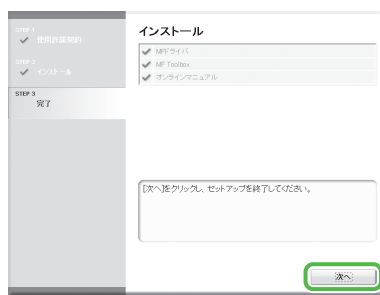 STEP 1
使用許諾契約
STEP 2
インストール
STEP 3
完了
インストール
MFドライバ
MF Toolbox
オンラインマニュアル
[次へ]をクリックし、セットアップを終了してください。
次へ